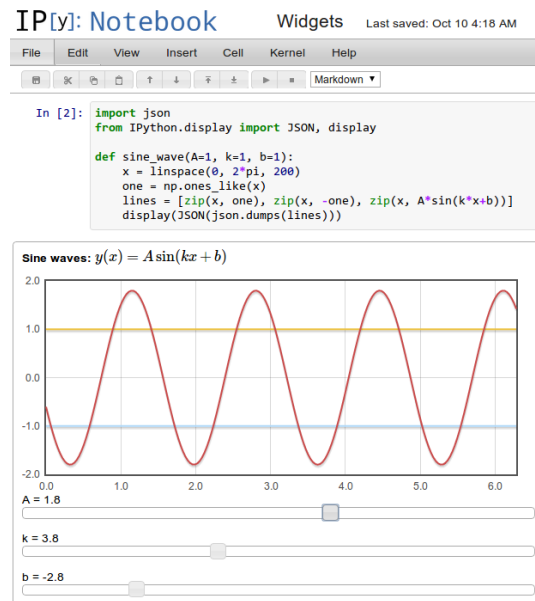 IP[y]: Notebook Widgets Last saved: Oct 10 4:18 AM
File Edit View Insert Cell Kernel Help
Markdown ▼
In [2]: import json
from IPython.display import JSON, display
def sine_wave(A=1, k=1, b=1):
    x = linspace(0, 2*pi, 200)
    one = np.ones_like(x)
    lines = [zip(x, one), zip(x, -one), zip(x, A*sin(k*x+b))]
    display(JSON(json.dumps(lines)))
Sine waves: y(x) = A sin(kx + b)
2.0
1.0
0.0
-1.0
-2.0
0.0 1.0 2.0 3.0 4.0 5.0 6.0
A = 1.8
k = 3.8
b = -2.8